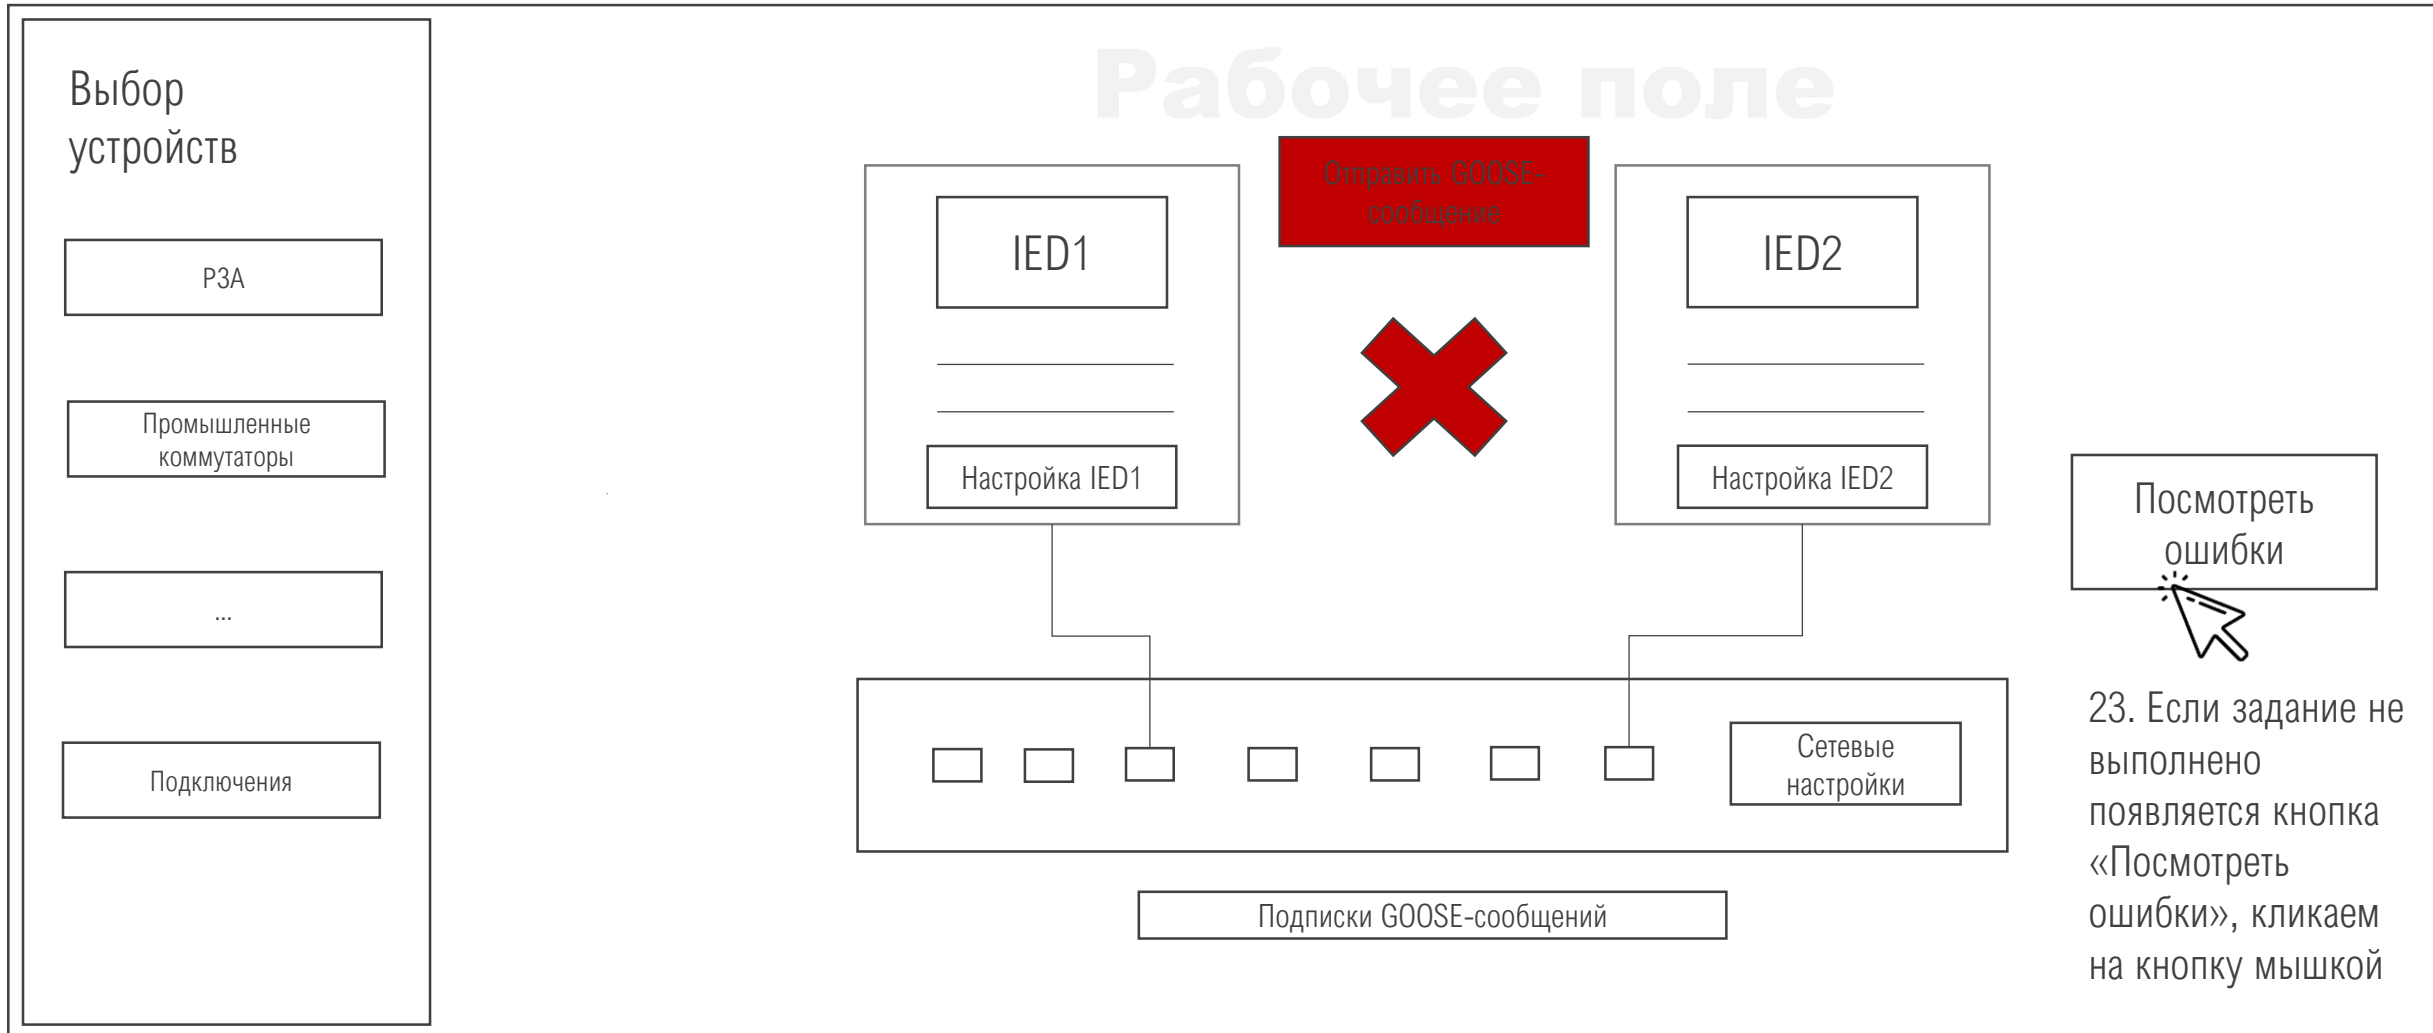 Рабочее поле
Выбор
устройств
РЗА
Промышленные
коммутаторы
...
Подключения
Отправить GOOSE-
сообщение
IED1
Настройка IED1
IED2
Настройка IED2
Сетевые
настройки
Подписки GOOSE-сообщений
Посмотреть
ошибки
23. Если задание не
выполнено
появляется кнопка
«Посмотреть
ошибки», кликаем
на кнопку мышкой